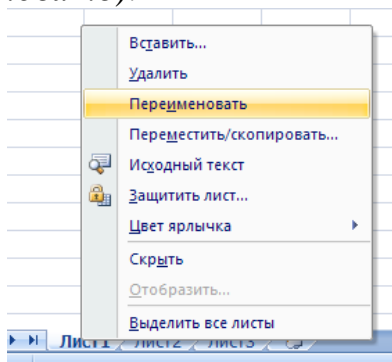 Вставить...
Удалить
Переименовать
Переместить/скопировать...
Исходный текст
Защитить лист...
Цвет ярлычка
Скрыть
Отобразить...
Выделить все листы
Лист1 Лист2 Лист3